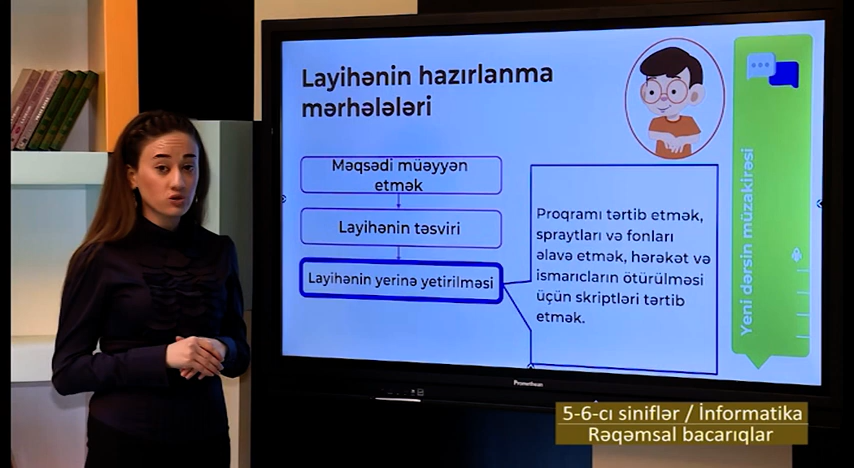 Layihənin hazırlanma
mərhələləri
Məqsədi müəyyən
etmək
Layihənin təsviri
Layihənin yerinə yetirilməsi
Proqramı tərtib etmək,
spraytları və fonları
əlavə etmək, hərəkət və
ismarıcların ötürülməsi
üçün skriptləri tərtib
etmək.
Yeni dərsin müzakirəsi
Promethean
5-6-cı siniflər / İnformatika
Rəqəmsal bacarıqlar